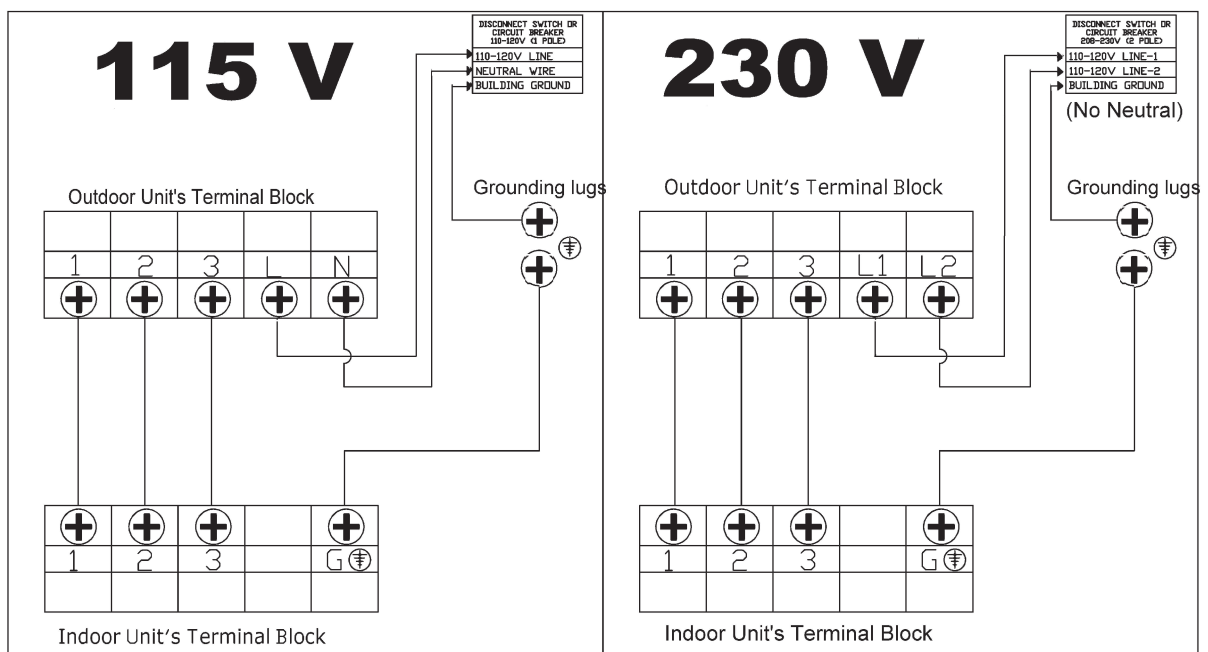 115 V
DISCONNECT SWITCH OR
CIRCUIT BREAKER
110-120V (1 POLE)
110-120V LINE
NEUTRAL WIRE
BUILDING GROUND
Outdoor Unit's Terminal Block
Grounding lugs
1 2 3 L N
1 2 3 G
Indoor Unit's Terminal Block
230 V
DISCONNECT SWITCH OR
CIRCUIT BREAKER
208-230V (2 POLE)
110-120V LINE-1
110-120V LINE-2
BUILDING GROUND
(No Neutral)
Outdoor Unit's Terminal Block
Grounding lugs
1 2 3 L1 L2
1 2 3 G
Indoor Unit's Terminal Block